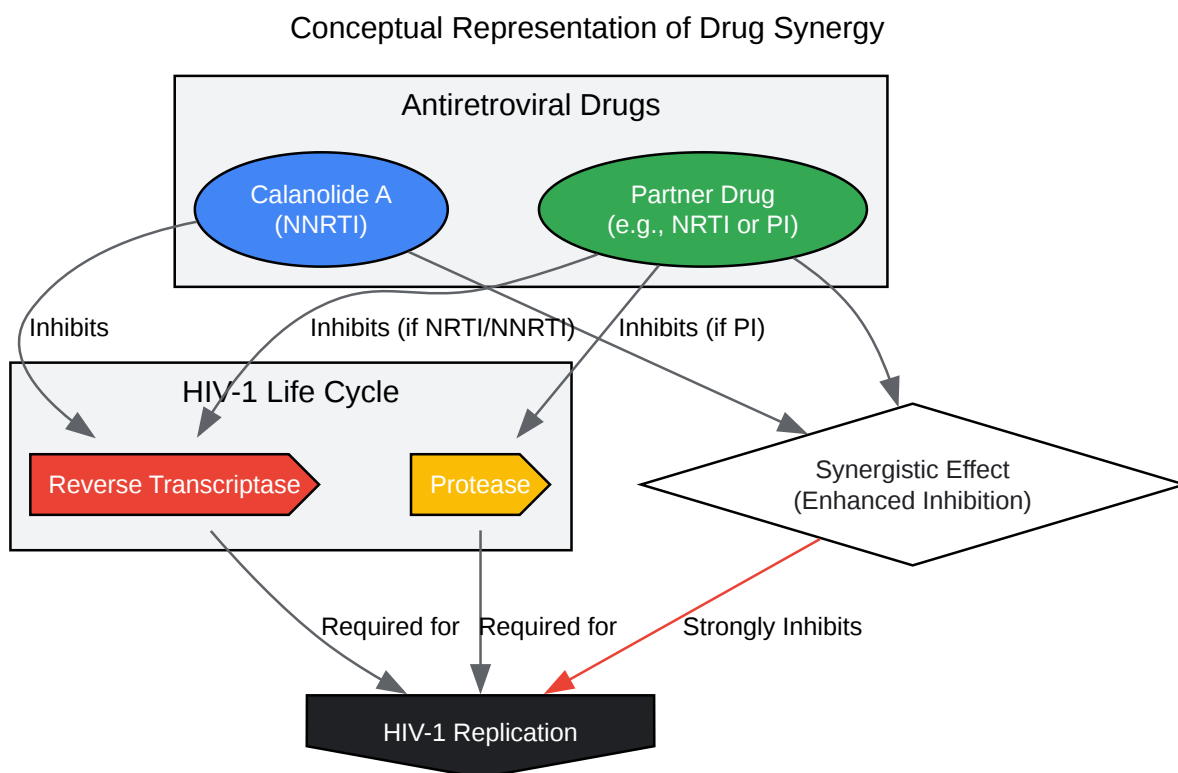 Conceptual Representation of Drug Synergy
Antiretroviral Drugs
Calanolide A
(NNRTI)
Partner Drug
(e.g., NRTI or PI)
Inhibits
Inhibits (if NRTI/NNRTI)
Inhibits (if PI)
HIV-1 Life Cycle
Reverse Transcriptase
Protease
Synergistic Effect
(Enhanced Inhibition)
Required for
Required for
Strongly Inhibits
HIV-1 Replication